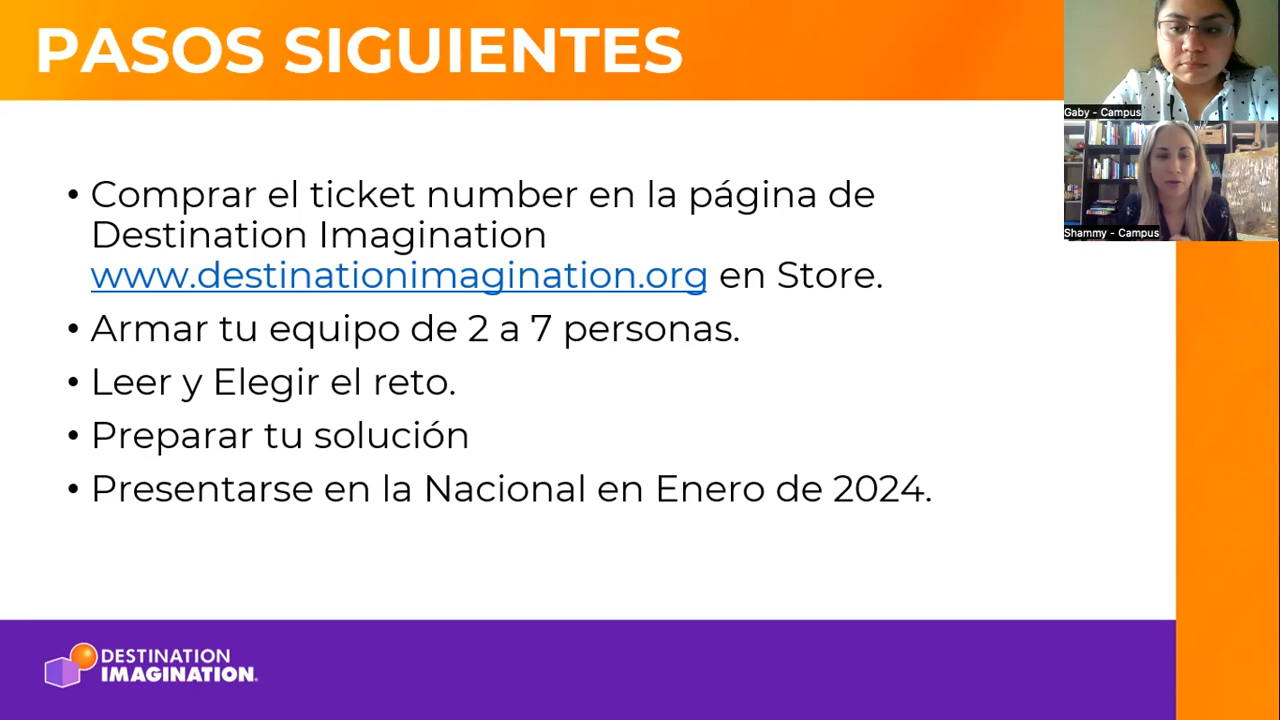 PASOS SIGUIENTES
Gaby - Campus
Shammy - Campus
• Comprar el ticket number en la página de
Destination Imagination
www.destinationimagination.org en Store.
• Armar tu equipo de 2 a 7 personas.
• Leer y Elegir el reto.
• Preparar tu solución
• Presentarse en la Nacional en Enero de 2024.
DESTINATION
IMAGINATION.